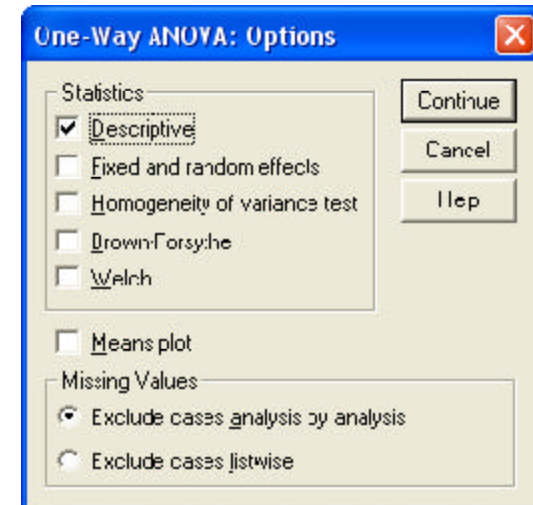 One-Way ANOVA: Options
Statistics
Descriptive
Fixed and random effects
Homogeneity of variance test
Brown-Forsythe
Welch
Means plot
Missing Values
Exclude cases analysis by analysis
Exclude cases listwise
Continue
Cancel
Help